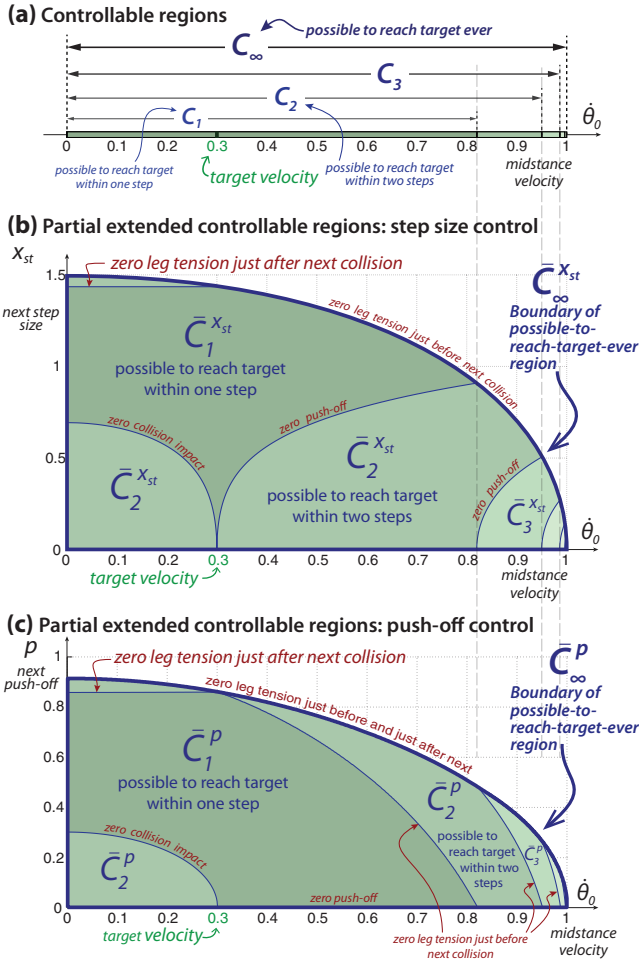 (a) Controllable regions
possible to reach target ever
C∞
C3
C2
C1
θ̇0
0 0.1 0.2 0.3 0.4 0.5 0.6 0.7 0.8 0.9 1
possible to reach target
within one step
target velocity
possible to reach target
within two steps
midstance
velocity
(b) Partial extended controllable regions: step size control
xst
zero leg tension just after next collision
1.5
next step
size
C̄∞^xst
Boundary of
possible-to-
reach-target-ever
region
C̄1^xst
possible to reach target
within one step
zero leg tension just before next collision
1
zero collision impact
zero push-off
C̄2^xst
C̄2^xst
possible to reach target
within two steps
0.5
zero push-off
C̄3^xst
0
0 0.1 0.2 0.3 0.4 0.5 0.6 0.7 0.8 0.9 1
θ̇0
target velocity
midstance
velocity
(c) Partial extended controllable regions: push-off control
p
1
next
push-off
zero leg tension just after next collision
zero leg tension just before and just after next
C̄∞^p
Boundary of
possible-to-
reach-target-ever
region
0.8
C̄1^p
possible to reach target
within one step
0.6
0.4
C̄2^p
possible to
reach target
within two
steps
C̄3^p
zero collision impact
C̄2^p
0.2
zero push-off
0
0 0.1 0.2 0.3 0.4 0.5 0.6 0.7 0.8 0.9 1
θ̇0
target velocity
zero leg tension just before
next collision
midstance
velocity